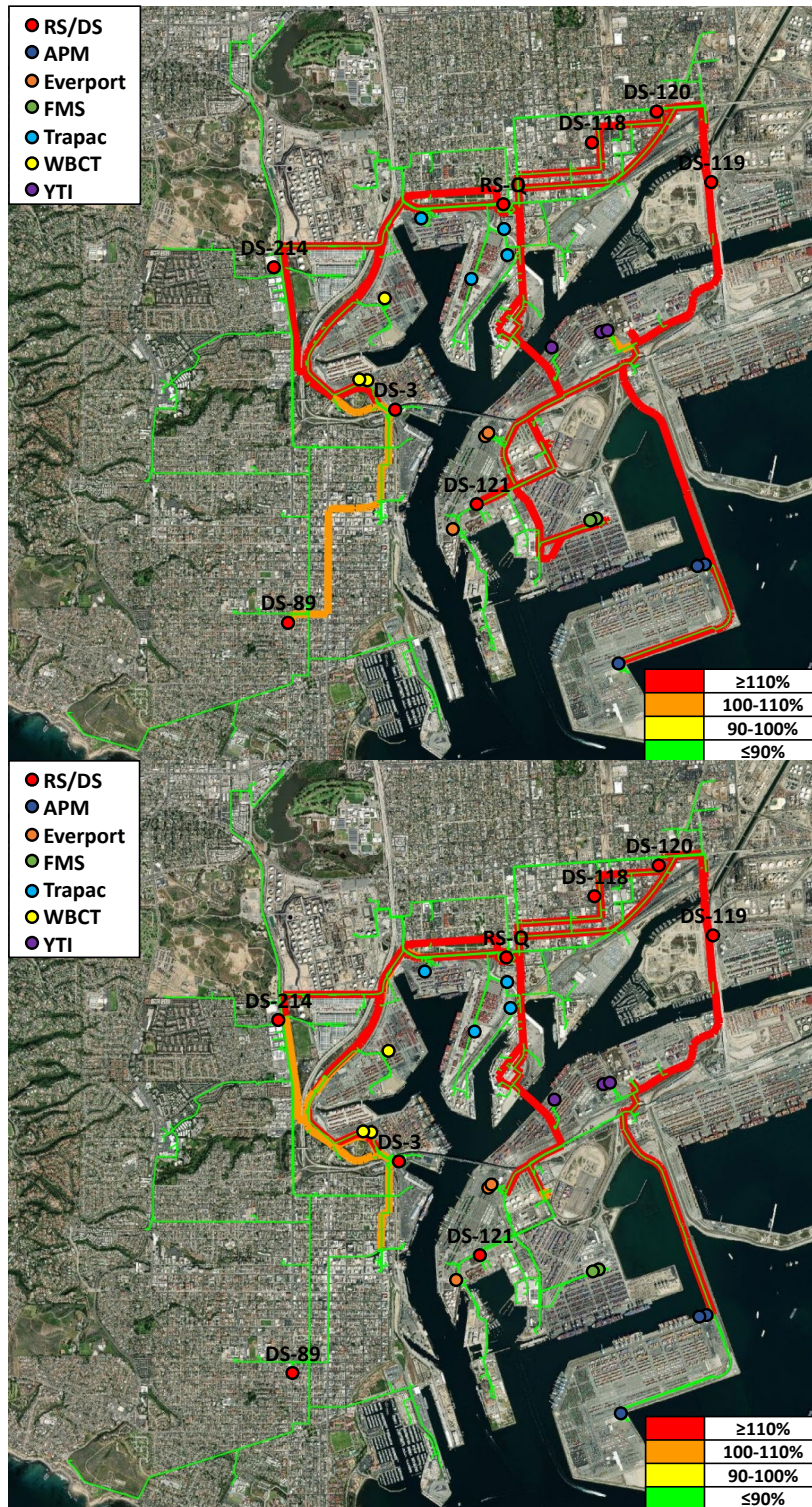 RS/DS
APM
Everport
FMS
Trapac
WBCT
YTI
DS-120
DS-118
DS-119
RS-Q
DS-214
DS-3
DS-121
DS-89
≥110%
100-110%
90-100%
≤90%
RS/DS
APM
Everport
FMS
Trapac
WBCT
YTI
DS-120
DS-118
DS-119
RS-Q
DS-214
DS-3
DS-121
DS-89
≥110%
100-110%
90-100%
≤90%